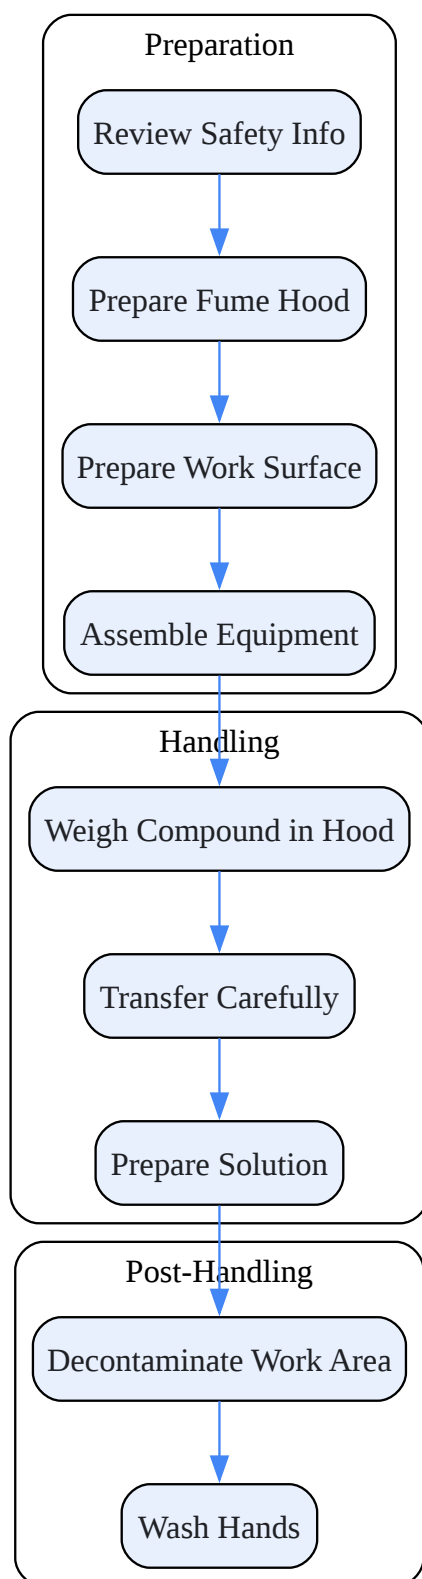 Preparation
Review Safety Info
Prepare Fume Hood
Prepare Work Surface
Assemble Equipment
Handling
Weigh Compound in Hood
Transfer Carefully
Prepare Solution
Post-Handling
Decontaminate Work Area
Wash Hands